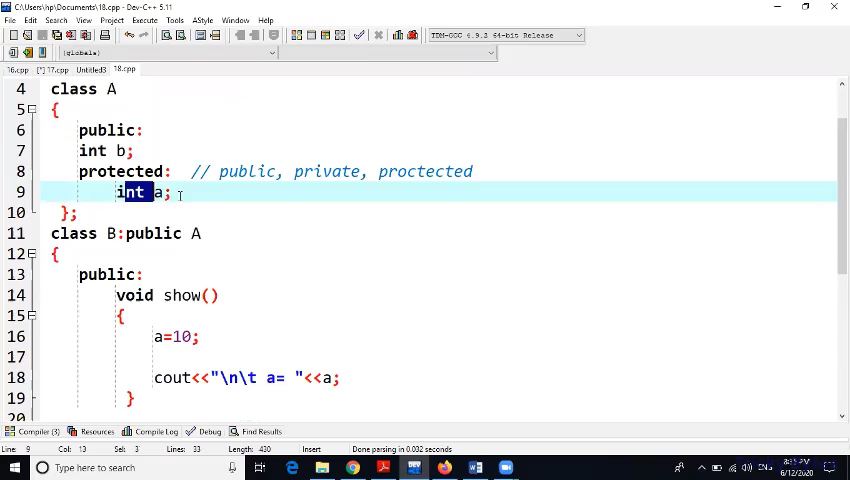 C:\Users\hp\Documents\18.cpp - Dev-C++ 5.11
File Edit Search View Project Execute Tools AStyle Window Help
TDM-GCC 4.9.2 64-bit Release
(globals)
16.cpp [*] 17.cpp Untitled3 18.cpp
4 class A
5 {
6 public:
7 int b;
8 protected: // public, private, proctected
9 int a;
10 };
11 class B:public A
12 {
13 public:
14 void show()
15 {
16 a=10;
17
18 cout<<"\n\t a= "<<a;
19 }
20
Compiler (3) Resources Compile Log Debug Find Results
Line: 9 Col: 13 Sel: 3 Lines: 33 Length: 430 Insert Done parsing in 0.032 seconds
Type here to search
ENG
6/12/2020